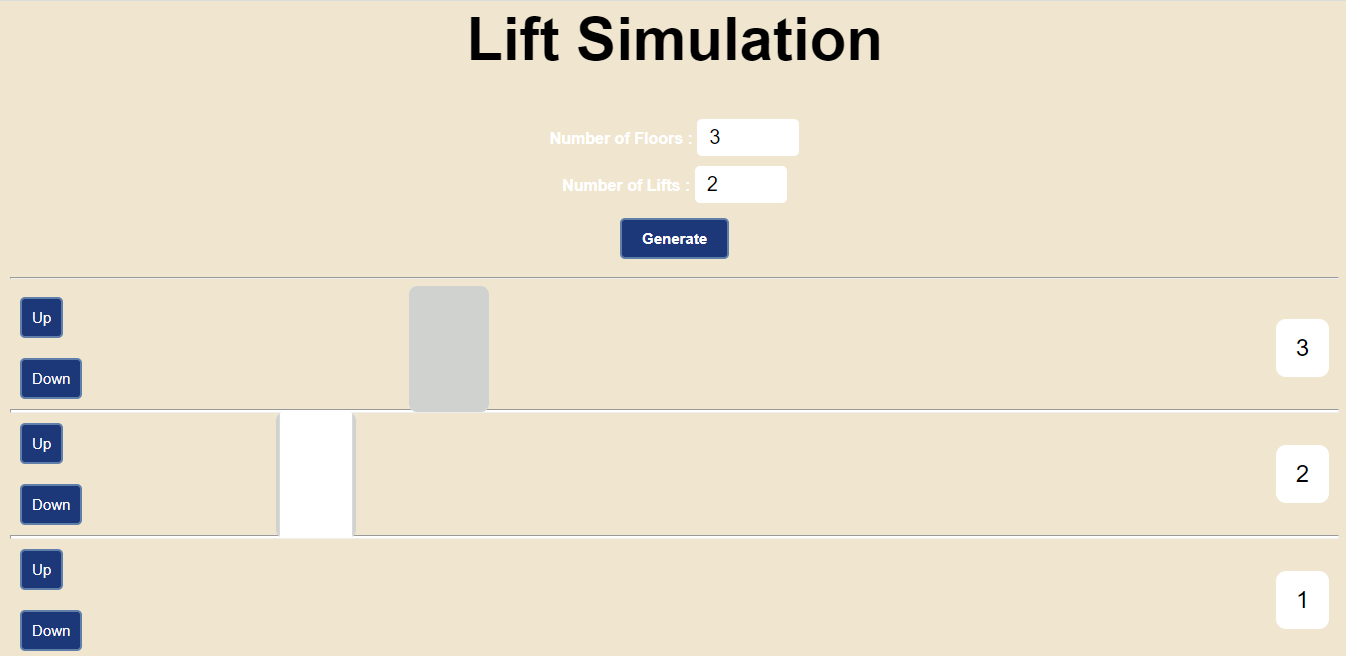 Lift Simulation
Number of Floors : 3
Number of Lifts : 2
Generate
Up
3
Down
Up
2
Down
Up
1
Down